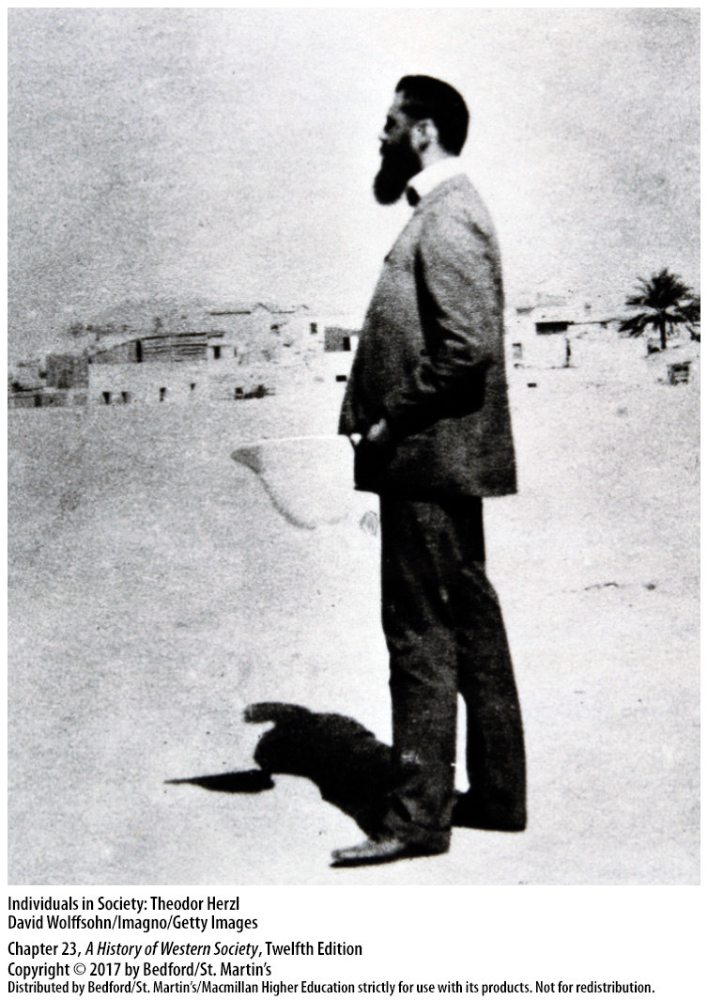 Individuals in Society: Theodor Herzl
David Wolffsohn/Imagno/Getty Images
Chapter 23, A History of Western Society, Twelfth Edition
Copyright © 2017 by Bedford/St. Martin’s
Distributed by Bedford/St. Martin’s/Macmillan Higher Education strictly for use with its products. Not for redistribution.